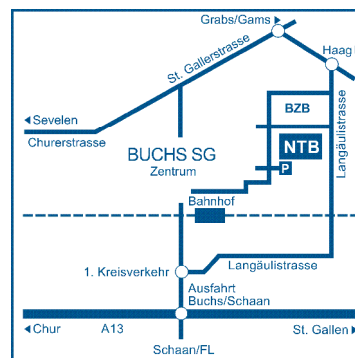 Grabs/Gams
Haag
St. Gallerstrasse
BZB
Sevelen
Churerstrasse
BUCHS SG
Zentrum
NTB
P
Langäulistrasse
Bahnhof
1. Kreisverkehr
Langäulistrasse
Ausfahrt
Buchs/Schaan
Chur
A13
St. Gallen
Schaan/FL